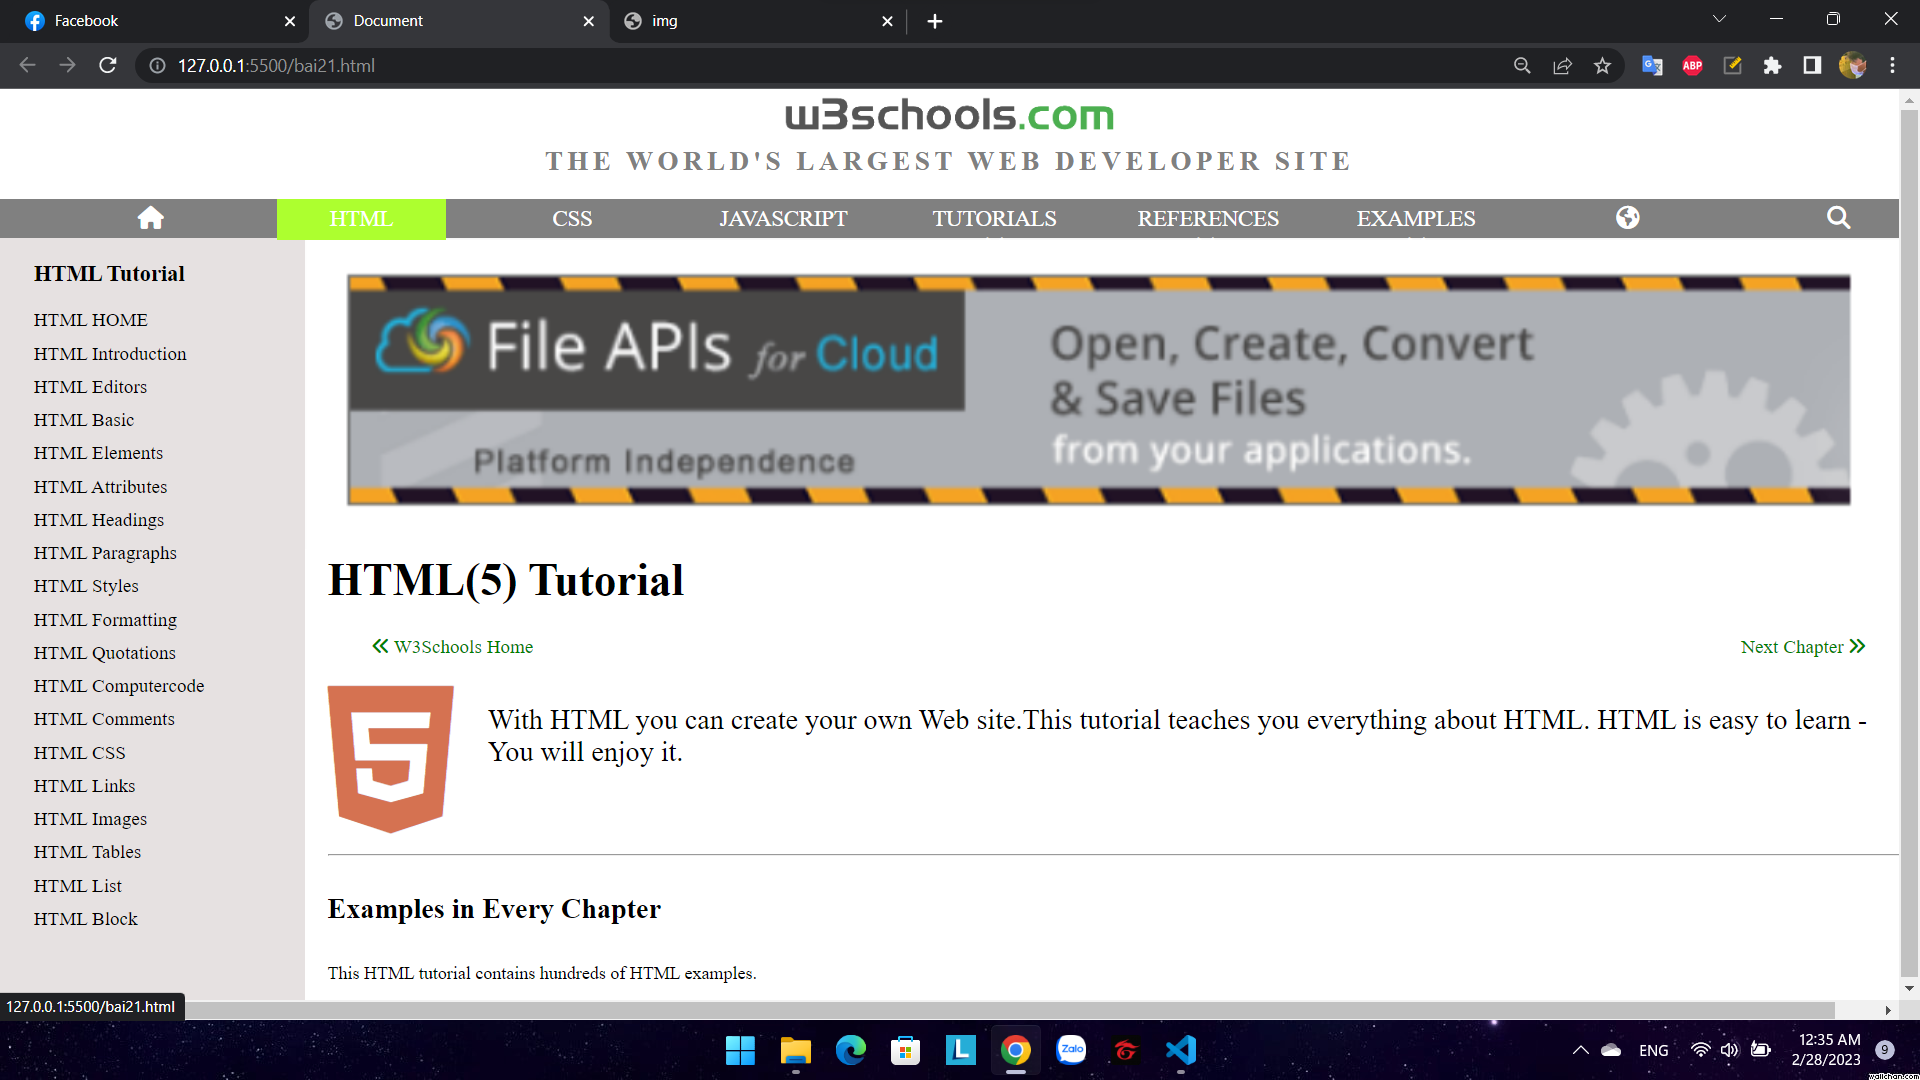 Facebook
Document
img
127.0.0.1:5500/bai21.html
ABP
w3schools.com
THE WORLD'S LARGEST WEB DEVELOPER SITE
HTML CSS JAVASCRIPT TUTORIALS REFERENCES EXAMPLES
HTML Tutorial
HTML HOME
HTML Introduction
HTML Editors
HTML Basic
HTML Elements
HTML Attributes
HTML Headings
HTML Paragraphs
HTML Styles
HTML Formatting
HTML Quotations
HTML Computercode
HTML Comments
HTML CSS
HTML Links
HTML Images
HTML Tables
HTML List
HTML Block
File APIs for Cloud
Platform Independence
Open, Create, Convert
& Save Files
from your applications.
HTML(5) Tutorial
W3Schools Home
Next Chapter
5
With HTML you can create your own Web site.This tutorial teaches you everything about HTML. HTML is easy to learn -
You will enjoy it.
Examples in Every Chapter
This HTML tutorial contains hundreds of HTML examples.
127.0.0.1:5500/bai21.html
L
Zalo
ENG
12:35 AM
2/28/2023
9
wallchan.com